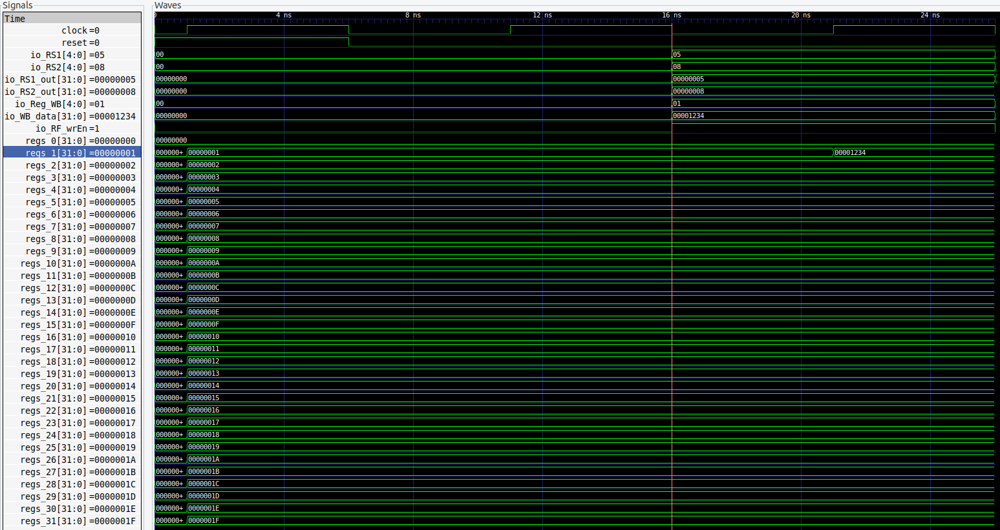 Signals Waves
Time 0 4 ns 8 ns 12 ns 16 ns 20 ns 24 ns
clock=0
reset=0
io_RS1[4:0]=05 00 05
io_RS2[4:0]=08 00 08
io_RS1_out[31:0]=00000005 00000000 00000005
io_RS2_out[31:0]=00000008 00000000 00000008
io_Reg_WB[4:0]=01 00 01
io_WB_data[31:0]=00001234 00000000 00001234
io_RF_wrEn=1
regs_0[31:0]=00000000 00000000
regs_1[31:0]=00000001 000000+ 00000001 00001234
regs_2[31:0]=00000002 000000+ 00000002
regs_3[31:0]=00000003 000000+ 00000003
regs_4[31:0]=00000004 000000+ 00000004
regs_5[31:0]=00000005 000000+ 00000005
regs_6[31:0]=00000006 000000+ 00000006
regs_7[31:0]=00000007 000000+ 00000007
regs_8[31:0]=00000008 000000+ 00000008
regs_9[31:0]=00000009 000000+ 00000009
regs_10[31:0]=0000000A 000000+ 0000000A
regs_11[31:0]=0000000B 000000+ 0000000B
regs_12[31:0]=0000000C 000000+ 0000000C
regs_13[31:0]=0000000D 000000+ 0000000D
regs_14[31:0]=0000000E 000000+ 0000000E
regs_15[31:0]=0000000F 000000+ 0000000F
regs_16[31:0]=00000010 000000+ 00000010
regs_17[31:0]=00000011 000000+ 00000011
regs_18[31:0]=00000012 000000+ 00000012
regs_19[31:0]=00000013 000000+ 00000013
regs_20[31:0]=00000014 000000+ 00000014
regs_21[31:0]=00000015 000000+ 00000015
regs_22[31:0]=00000016 000000+ 00000016
regs_23[31:0]=00000017 000000+ 00000017
regs_24[31:0]=00000018 000000+ 00000018
regs_25[31:0]=00000019 000000+ 00000019
regs_26[31:0]=0000001A 000000+ 0000001A
regs_27[31:0]=0000001B 000000+ 0000001B
regs_28[31:0]=0000001C 000000+ 0000001C
regs_29[31:0]=0000001D 000000+ 0000001D
regs_30[31:0]=0000001E 000000+ 0000001E
regs_31[31:0]=0000001F 000000+ 0000001F